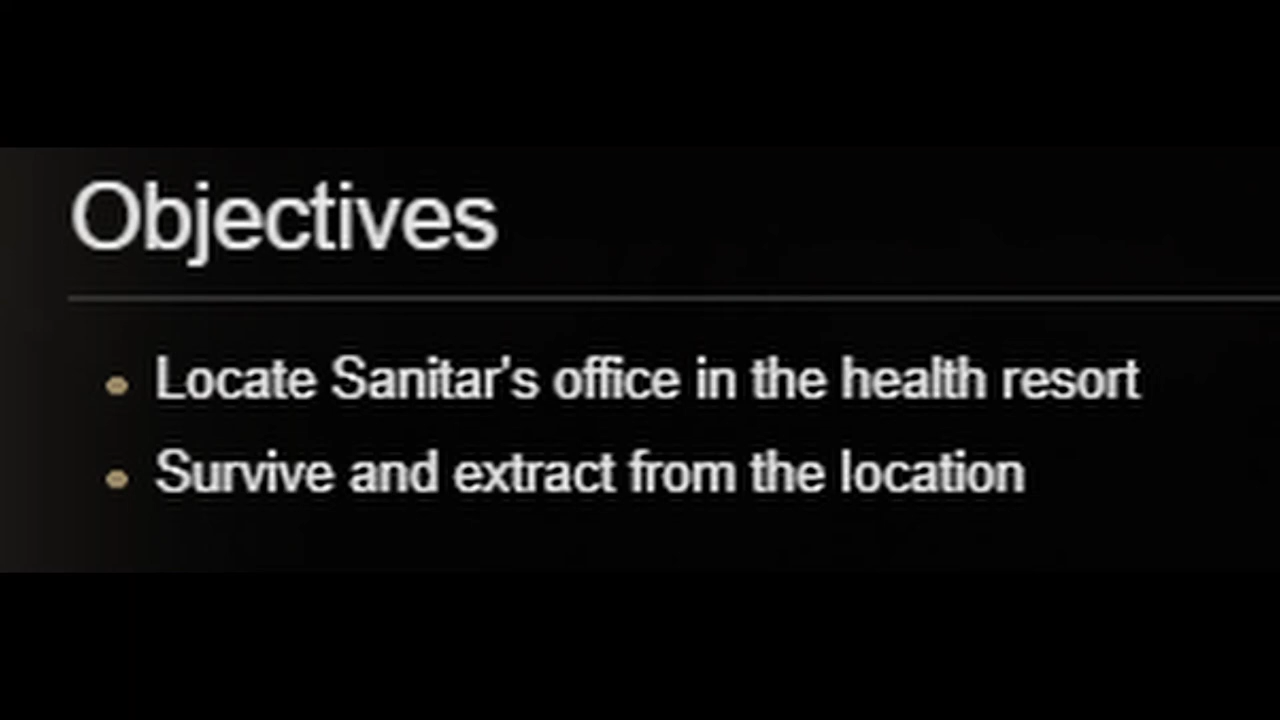 Objectives
Locate Sanitar's office in the health resort
Survive and extract from the location